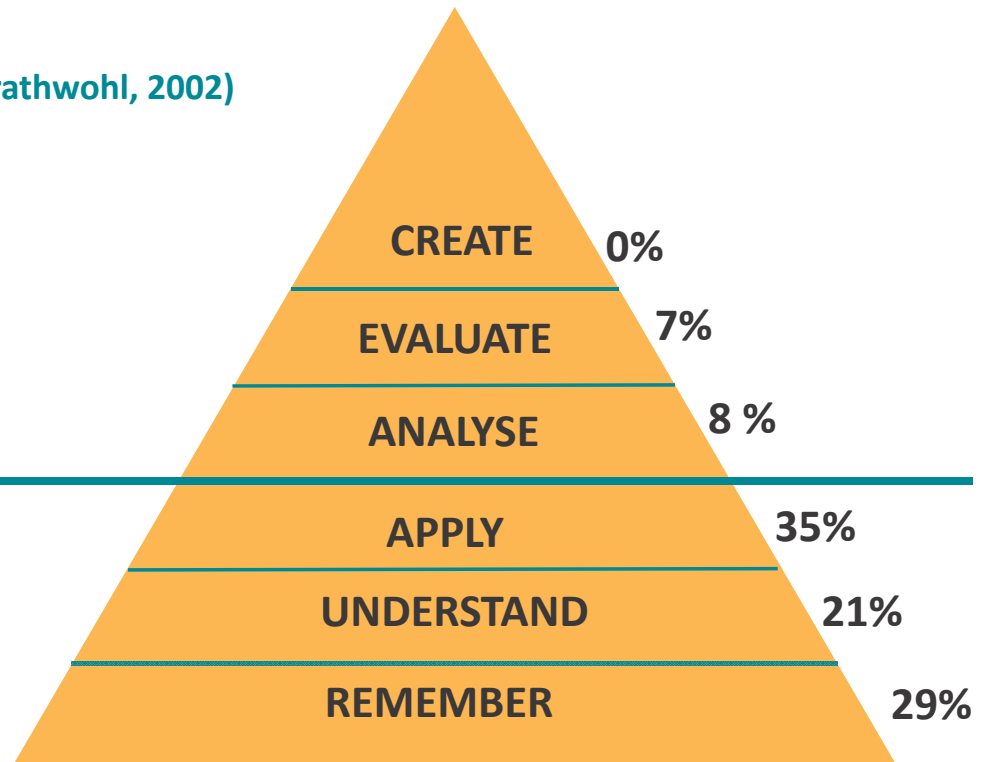 rathwohl, 2002)
CREATE 0%
EVALUATE 7%
ANALYSE 8 %
APPLY 35%
UNDERSTAND 21%
REMEMBER 29%